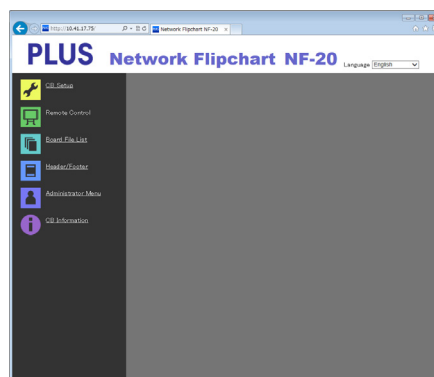 http://10.41.17.75/
Network Flipchart NF-20
PLUS Network Flipchart NF-20
Language English
CB Setup
Remote Control
Board File List
Header/Footer
Administrator Menu
CB Information